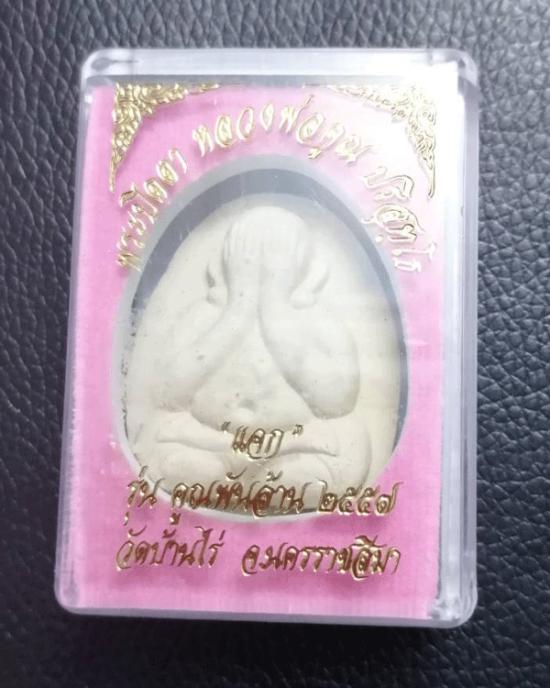 พระปิดตา หลวงพ่อคูณ ปริสุทฺโธ
"แจก"
รุ่น คูณพันล้าน ๒๕๕๗
วัดบ้านไร่ จ.นครราชสีมา